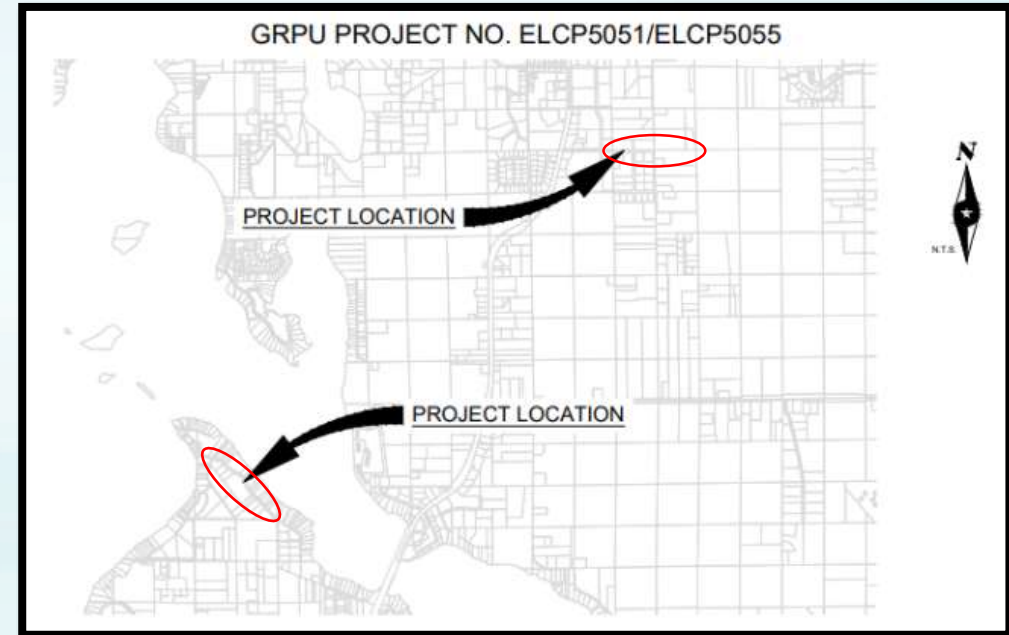 GRPU PROJECT NO. ELCP5051/ELCP5055
PROJECT LOCATION
N
N.T.S.
PROJECT LOCATION